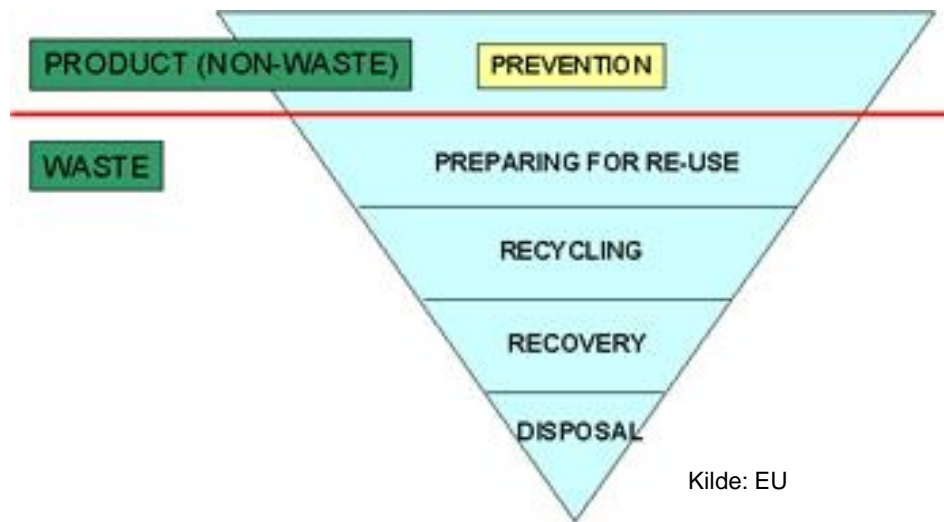 PRODUCT (NON-WASTE)
PREVENTION
WASTE
PREPARING FOR RE-USE
RECYCLING
RECOVERY
DISPOSAL
Kilde: EU